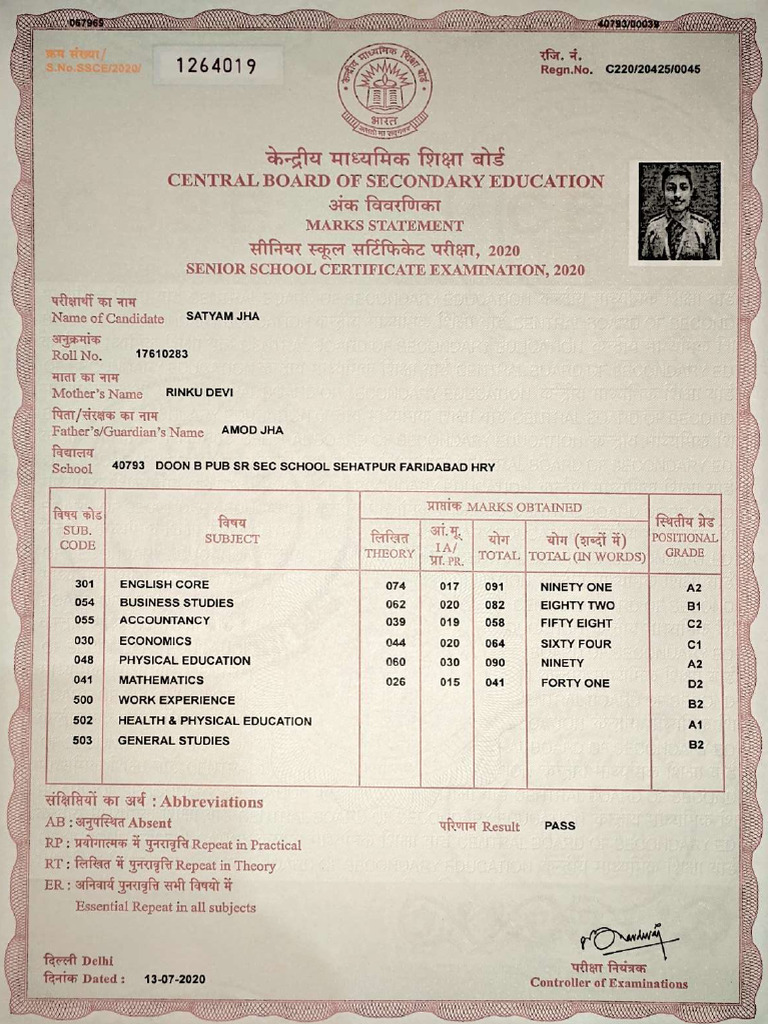 067969
40793/00039
क्रम संख्या/
S.No.SSCE/2020/ 1264019
रजि. नं.
Regn.No. C220/20425/0045
केन्द्रीय माध्यमिक शिक्षा बोर्ड
भारत
केन्द्रीय माध्यमिक शिक्षा बोर्ड
CENTRAL BOARD OF SECONDARY EDUCATION
अंक विवरणिका
MARKS STATEMENT
सीनियर स्कूल सर्टिफिकेट परीक्षा, 2020
SENIOR SCHOOL CERTIFICATE EXAMINATION, 2020
परीक्षार्थी का नाम
Name of Candidate SATYAM JHA
अनुक्रमांक
Roll No. 17610283
माता का नाम
Mother's Name RINKU DEVI
पिता/संरक्षक का नाम
Father's/Guardian's Name AMOD JHA
विद्यालय
School 40793 DOON B PUB SR SEC SCHOOL SEHATPUR FARIDABAD HRY
विषय कोड SUB. CODE विषय SUBJECT प्राप्तांक MARKS OBTAINED स्थितीय ग्रेड POSITIONAL GRADE
लिखित THEORY आं.मू. IA/ प्रा. PR. योग TOTAL योग (शब्दों में) TOTAL (IN WORDS)
301 ENGLISH CORE 074 017 091 NINETY ONE A2
054 BUSINESS STUDIES 062 020 082 EIGHTY TWO B1
055 ACCOUNTANCY 039 019 058 FIFTY EIGHT C2
030 ECONOMICS 044 020 064 SIXTY FOUR C1
048 PHYSICAL EDUCATION 060 030 090 NINETY A2
041 MATHEMATICS 026 015 041 FORTY ONE D2
500 WORK EXPERIENCE B2
502 HEALTH & PHYSICAL EDUCATION A1
503 GENERAL STUDIES B2
संक्षिप्तियों का अर्थ : Abbreviations
AB : अनुपस्थित Absent
परिणाम Result PASS
RP : प्रयोगात्मक में पुनरावृत्ति Repeat in Practical
RT : लिखित में पुनरावृत्ति Repeat in Theory
ER : अनिवार्य पुनरावृत्ति सभी विषयो में
Essential Repeat in all subjects
दिल्ली Delhi
दिनांक Dated : 13-07-2020
परीक्षा नियंत्रक
Controller of Examinations